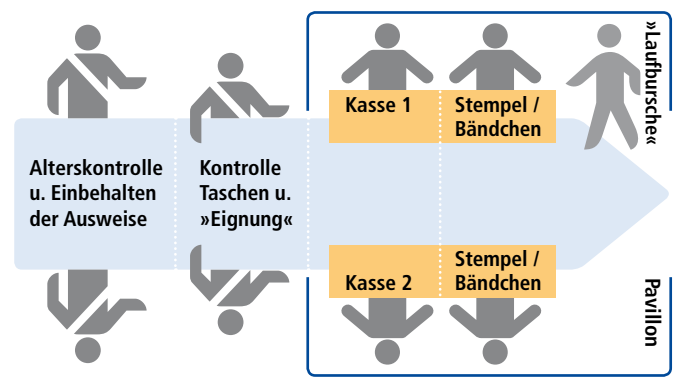 Alterskontrolle
u. Einbehalten
der Ausweise
Kontrolle
Taschen u.
»Eignung«
Kasse 1
Stempel /
Bändchen
»Laufbursche«
Kasse 2
Stempel /
Bändchen
Pavillon